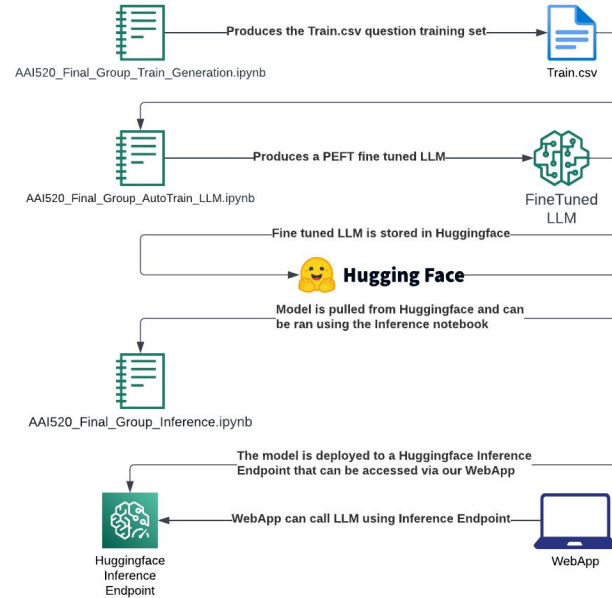 Produces the Train.csv question training set
AAI520_Final_Group_Train_Generation.ipynb
Train.csv
Produces a PEFT fine tuned LLM
AAI520_Final_Group_AutoTrain_LLM.ipynb
FineTuned
LLM
Fine tuned LLM is stored in Huggingface
Hugging Face
Model is pulled from Huggingface and can
be ran using the Inference notebook
AAI520_Final_Group_Inference.ipynb
The model is deployed to a Huggingface Inference
Endpoint that can be accessed via our WebApp
WebApp can call LLM using Inference Endpoint
Huggingface
Inference
Endpoint
WebApp